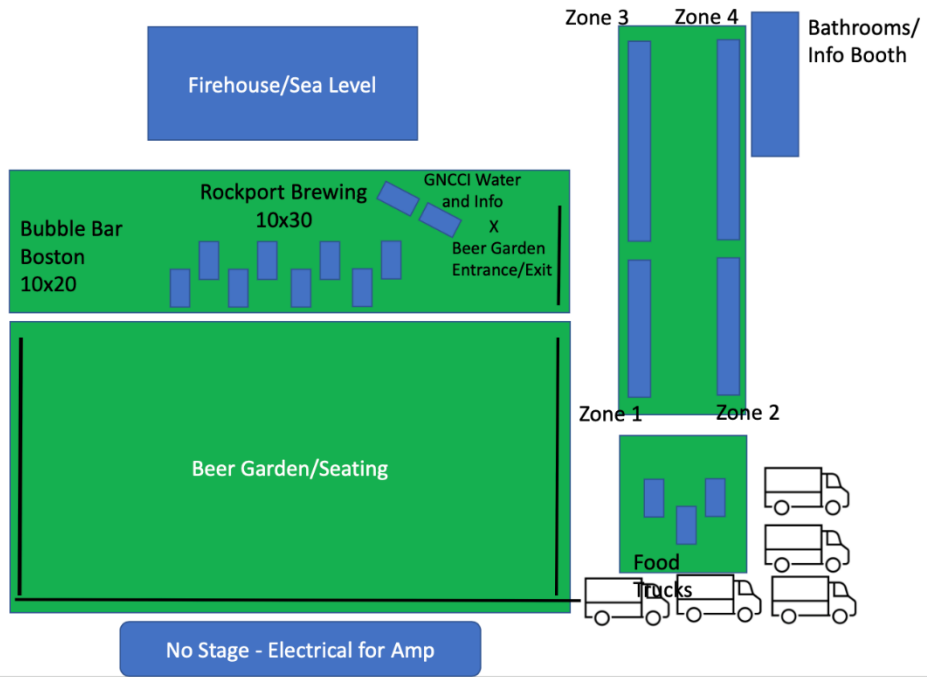 Zone 3
Zone 4
Bathrooms/
Info Booth
Firehouse/Sea Level
GNCCI Water
and Info
X
Beer Garden
Entrance/Exit
Rockport Brewing
10x30
Bubble Bar
Boston
10x20
Zone 1
Zone 2
Beer Garden/Seating
Food
Trucks
No Stage - Electrical for Amp